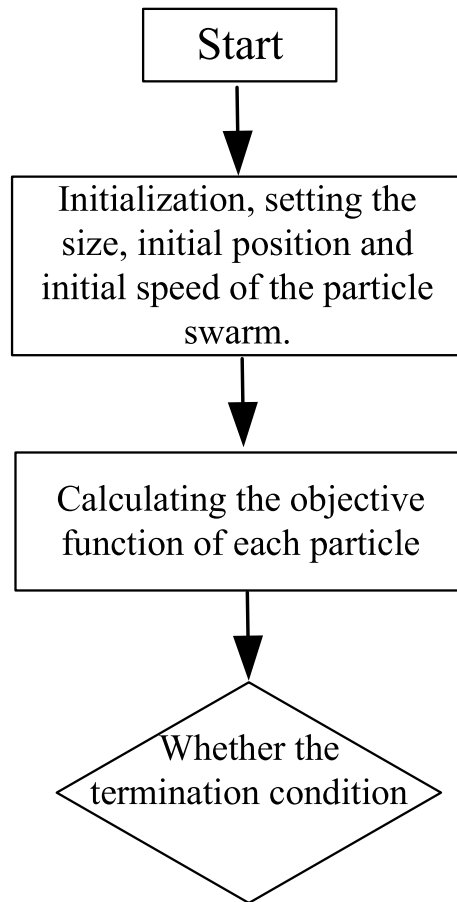 Start
Initialization, setting the
size, initial position and
initial speed of the particle
swarm.
Calculating the objective
function of each particle
Whether the
termination condition